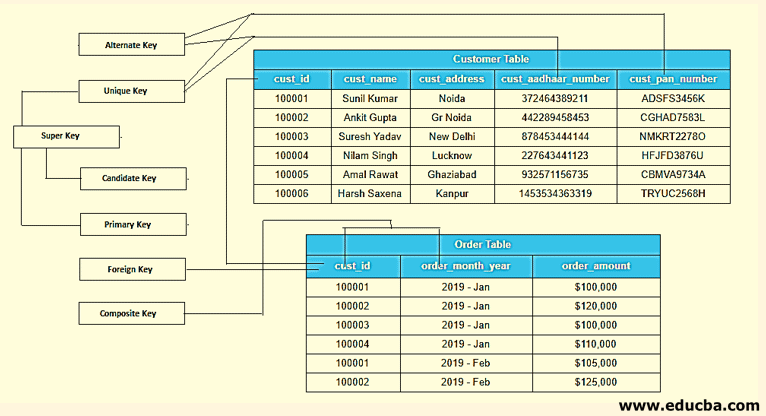 Alternate Key
Unique Key
Super Key
Candidate Key
Primary Key
Foreign Key
Composite Key
Customer Table
cust_id cust_name cust_address cust_aadhaar_number cust_pan_number
100001 Sunil Kumar Noida 372464389211 ADSFS3456K
100002 Ankit Gupta Gr Noida 442289458453 CGHAD7583L
100003 Suresh Yadav New Delhi 878453444144 NMKRT2278O
100004 Nilam Singh Lucknow 227643441123 HFJFD3876U
100005 Amal Rawat Ghaziabad 932571156735 CBMVA9734A
100006 Harsh Saxena Kanpur 1453534363319 TRYUC2568H
Order Table
cust_id order_month_year order_amount
100001 2019 - Jan $100,000
100002 2019 - Jan $120,000
100003 2019 - Jan $100,000
100004 2019 - Jan $110,000
100001 2019 - Feb $105,000
100002 2019 - Feb $125,000
www.educba.com